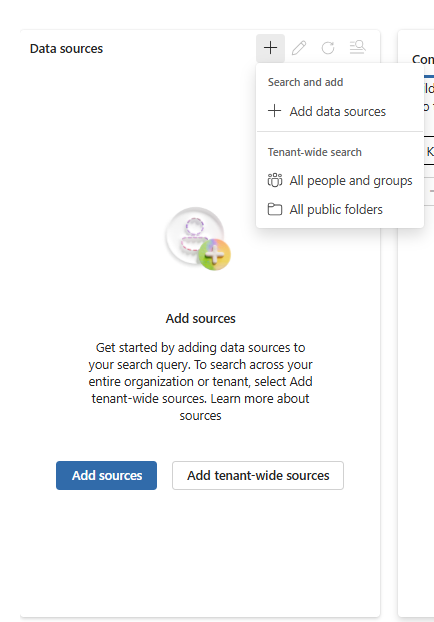 Data sources
Search and add
Add data sources
Tenant-wide search
All people and groups
All public folders
Add sources
Get started by adding data sources to
your search query. To search across your
entire organization or tenant, select Add
tenant-wide sources. Learn more about
sources
Add sources
Add tenant-wide sources
Con
K